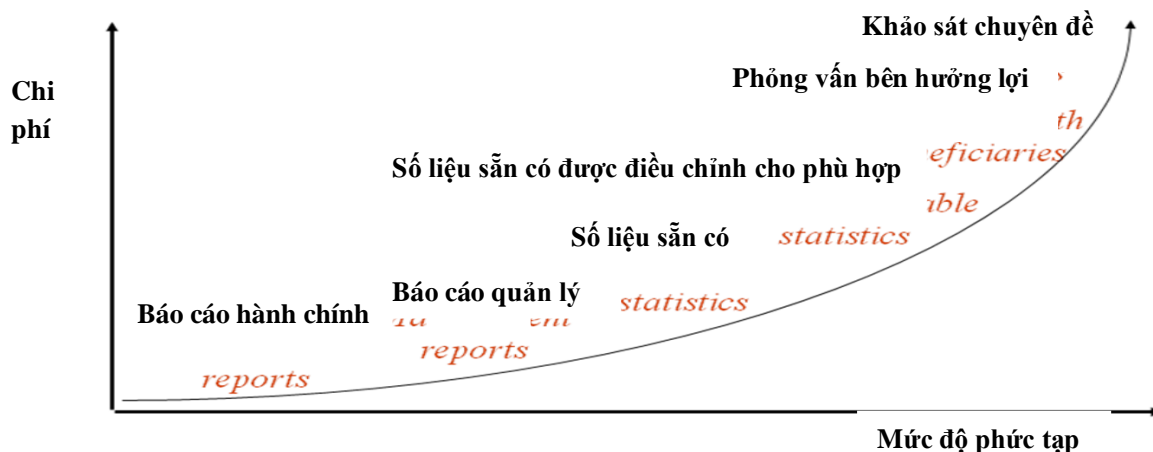 Khảo sát chuyên đề
Phỏng vấn bên hưởng lợi
Chi
phí
Số liệu sẵn có được điều chỉnh cho phù hợp
eficiaries
Số liệu sẵn có
statistics
Báo cáo quản lý
statistics
Báo cáo hành chính
reports
reports
Mức độ phức tạp